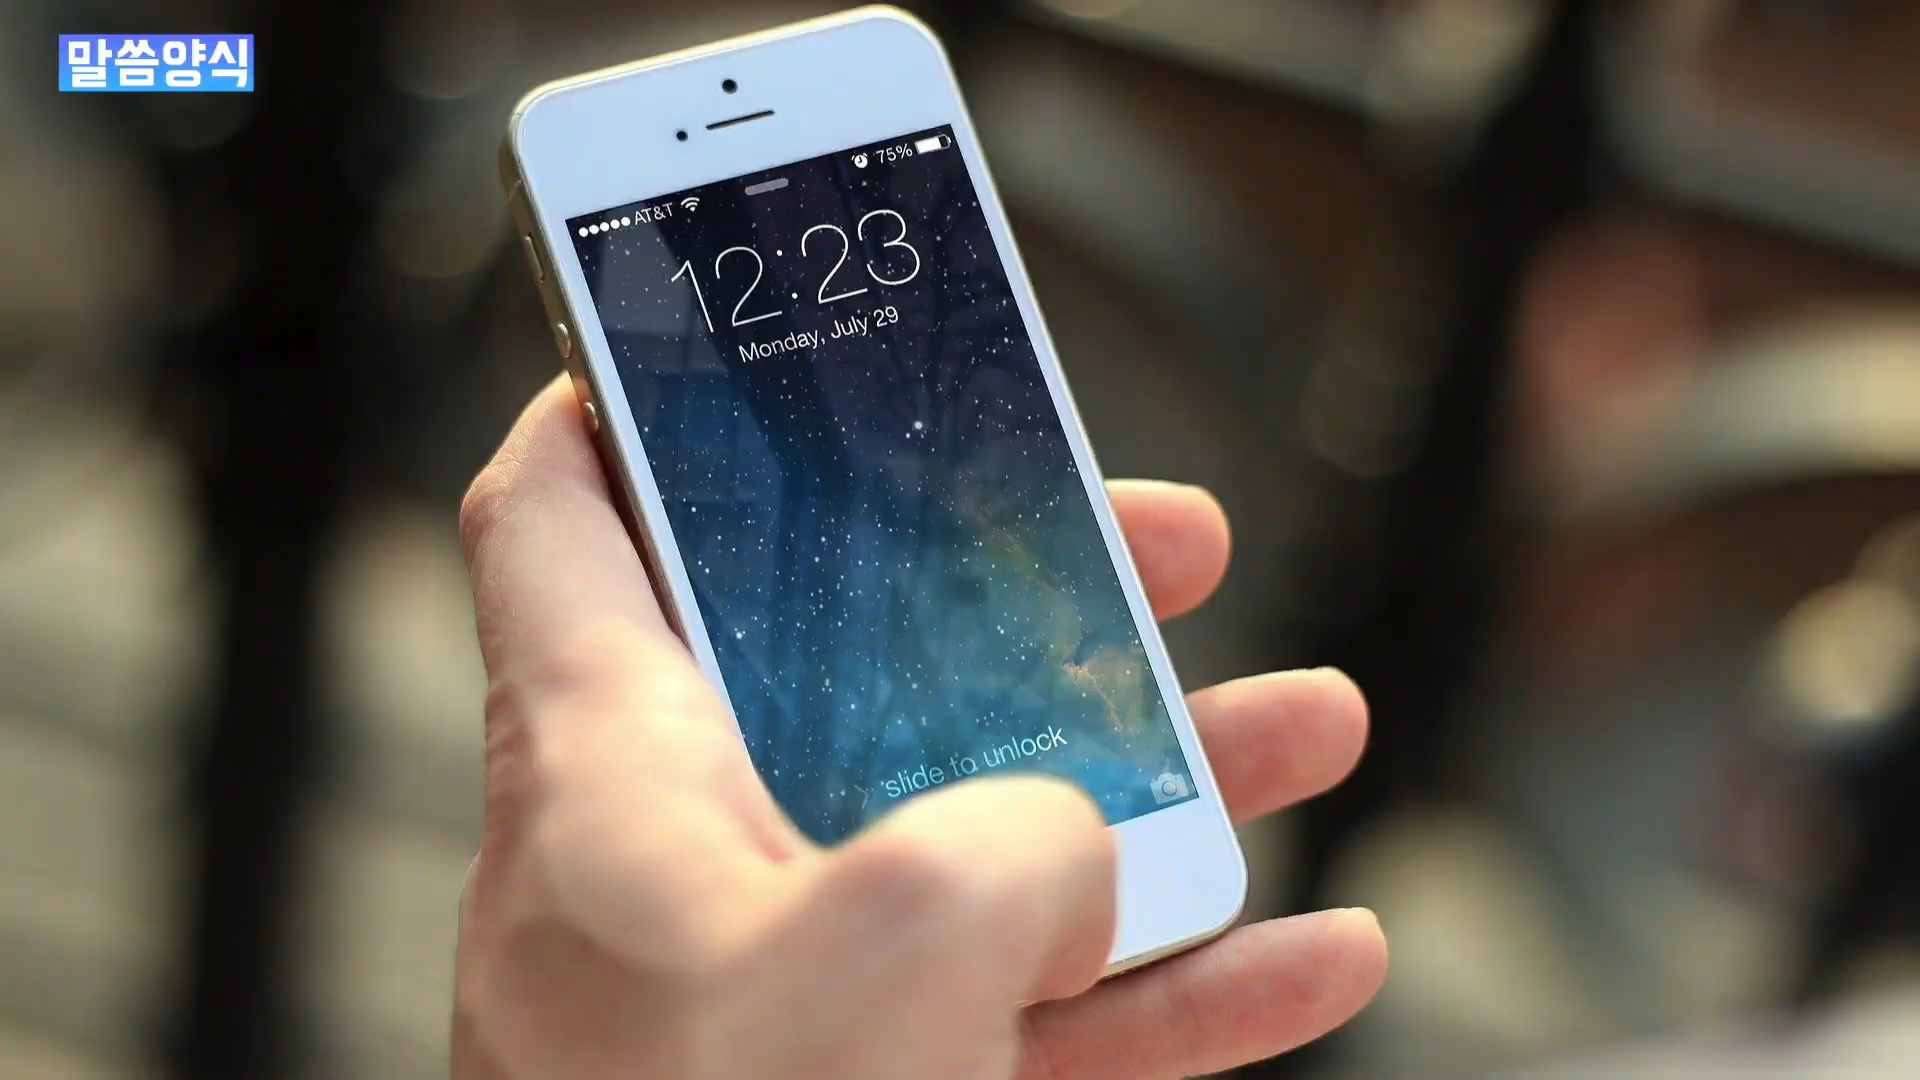 말씀양식
●●●●● AT&T 75%
12:23
Monday, July 29
> slide to unlock